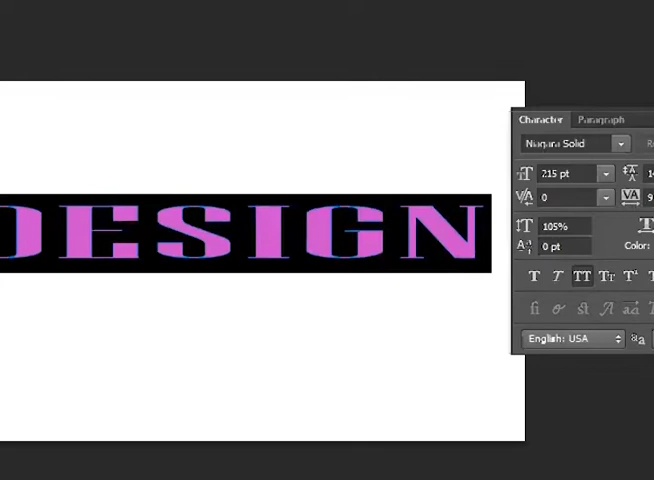 DESIGN
Character Paragraph
Niagara Solid
215 pt
0
105%
0 pt
Color:
English: USA